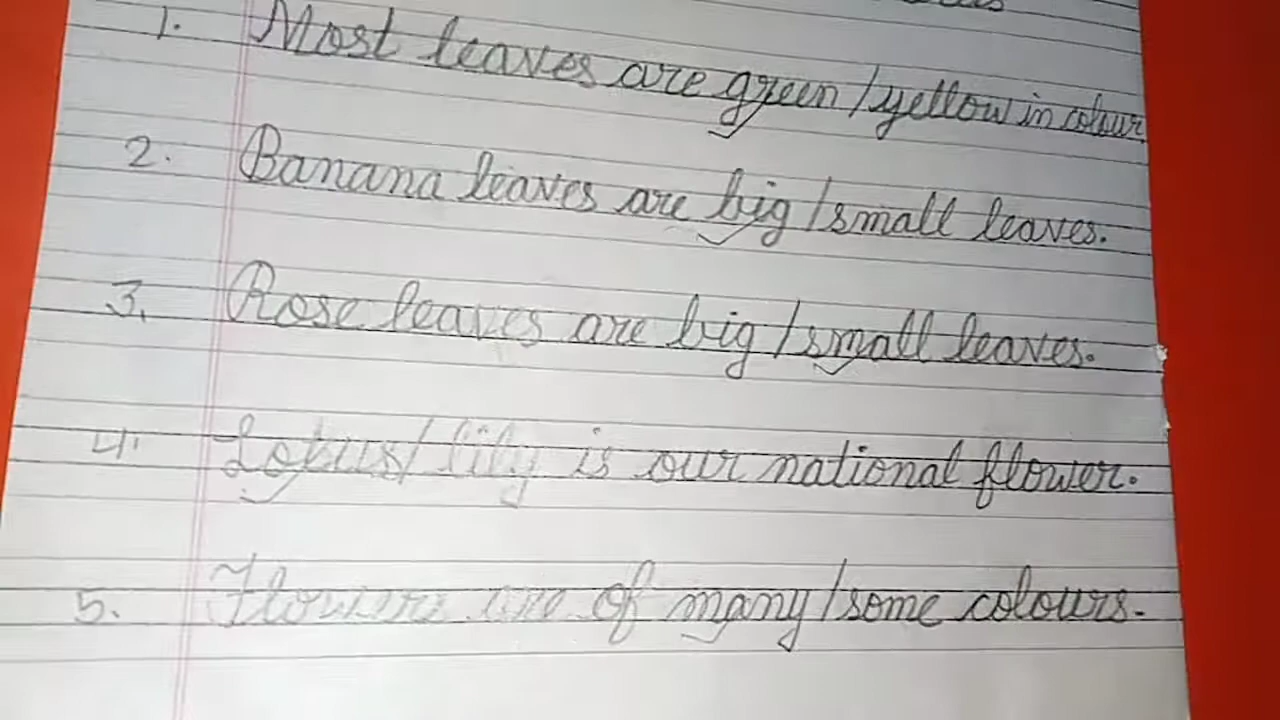 1. Most leaves are green/yellow in colour.
2. Banana leaves are big/small leaves.
3. Rose leaves are big/small leaves.
4. Lotus/lily is our national flower.
5. Flowers are of many/some colours.